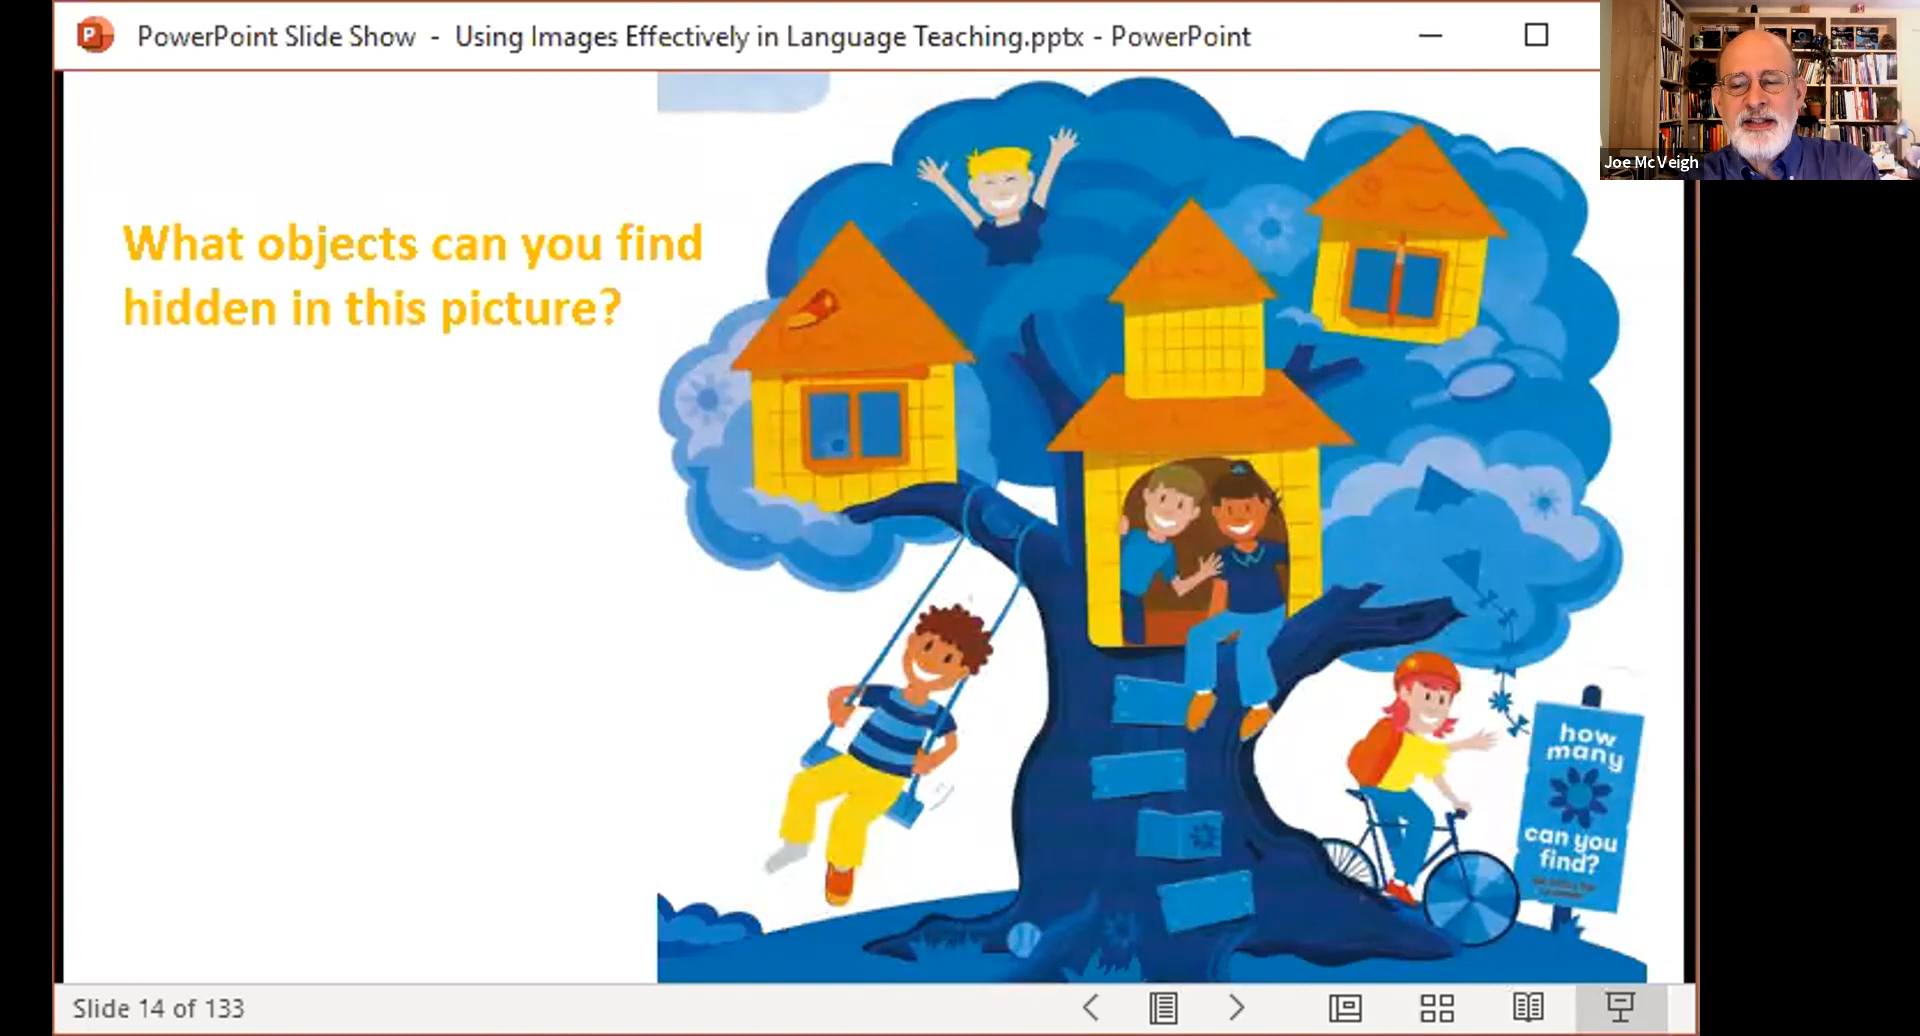 PowerPoint Slide Show - Using Images Effectively in Language Teaching.pptx - PowerPoint
Joe McVeigh
What objects can you find
hidden in this picture?
how
many
can you
find?
Slide 14 of 133